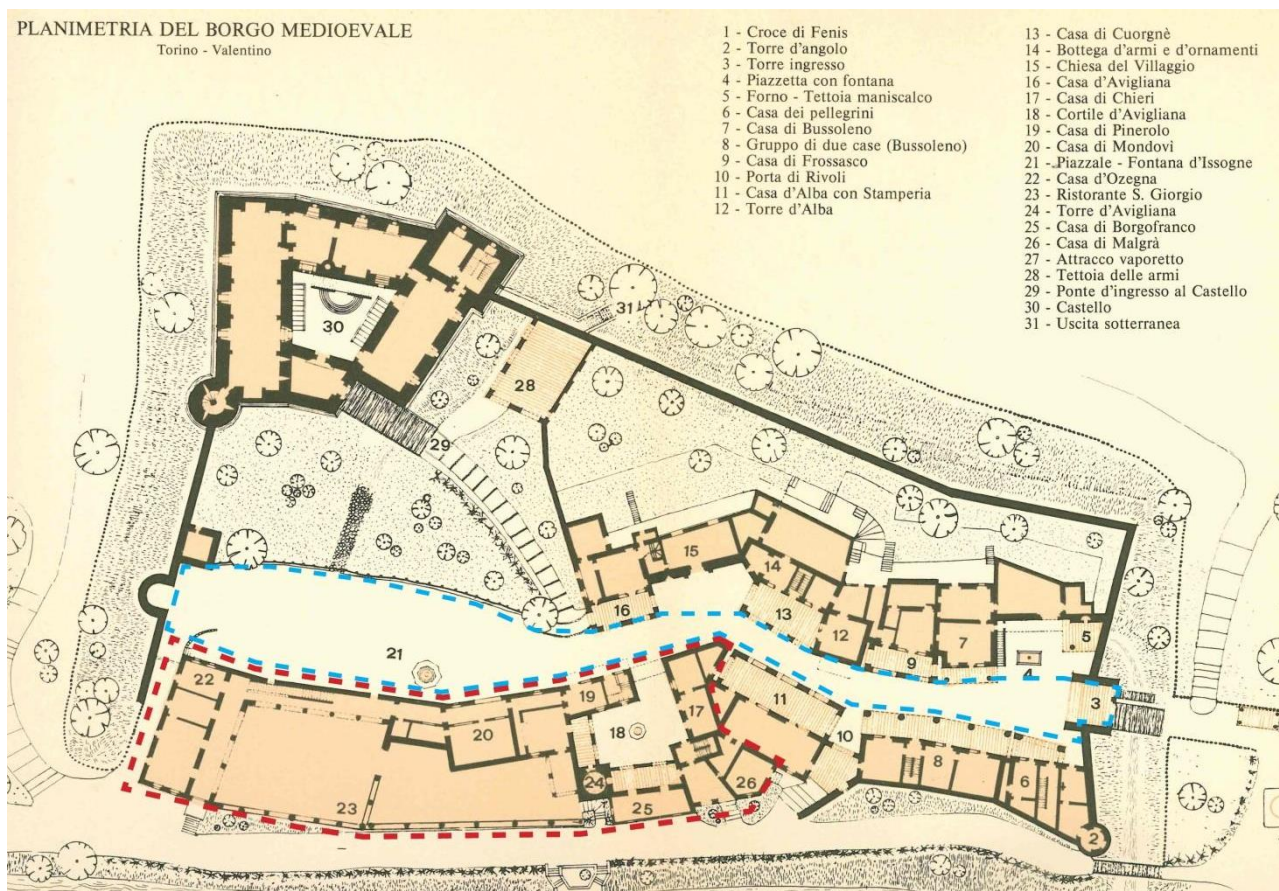 PLANIMETRIA DEL BORGO MEDIOEVALE
Torino - Valentino
1 - Croce di Fenis
2 - Torre d'angolo
3 - Torre ingresso
4 - Piazzetta con fontana
5 - Forno - Tettoia maniscalco
6 - Casa dei pellegrini
7 - Casa di Bussoleno
8 - Gruppo di due case (Bussoleno)
9 - Casa di Frossasco
10 - Porta di Rivoli
11 - Casa d'Alba con Stamperia
12 - Torre d'Alba
13 - Casa di Cuorgnè
14 - Bottega d'armi e d'ornamenti
15 - Chiesa del Villaggio
16 - Casa d'Avigliana
17 - Casa di Chieri
18 - Cortile d'Avigliana
19 - Casa di Pinerolo
20 - Casa di Mondovì
21 - Piazzale - Fontana d'Issogne
22 - Casa d'Ozegna
23 - Ristorante S. Giorgio
24 - Torre d'Avigliana
25 - Casa di Borgofranco
26 - Casa di Malgrà
27 - Attracco vaporetto
28 - Tettoia delle armi
29 - Ponte d'ingresso al Castello
30 - Castello
31 - Uscita sotterranea
31
30
28
29
15
14
16
13
12
7
5
9
4
3
21
22
19
17
11
20
18
10
8
6
24
26
25
23
2